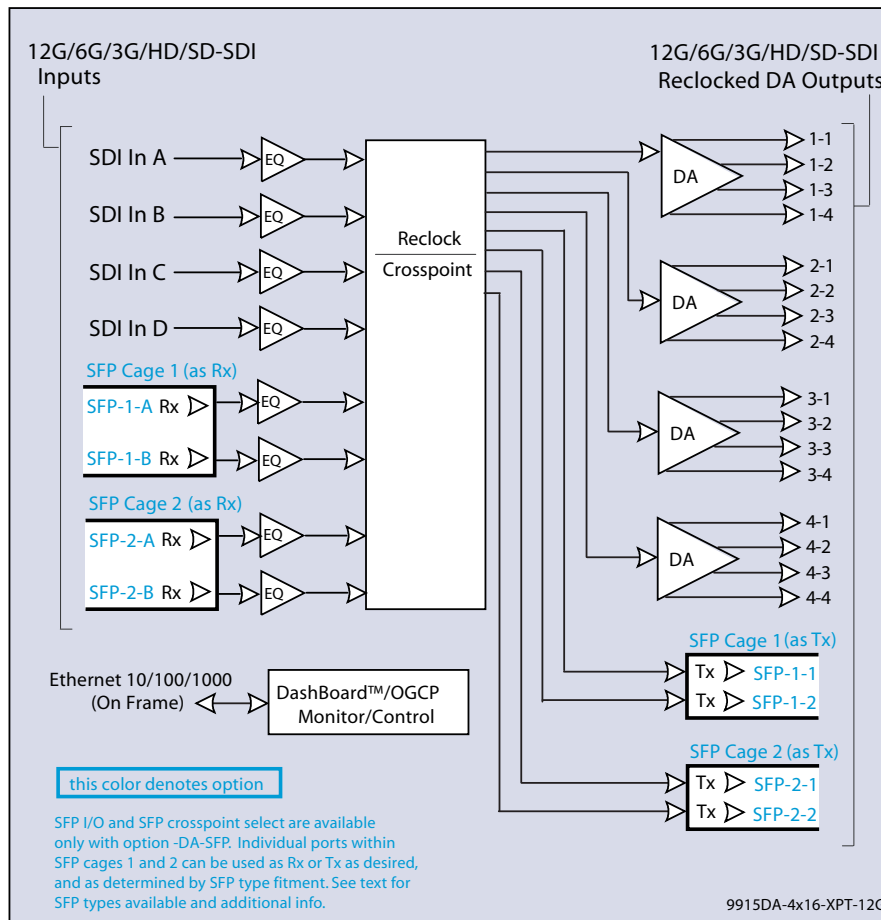 12G/6G/3G/HD/SD-SDI
Inputs
12G/6G/3G/HD/SD-SDI
Reclocked DA Outputs
SDI In A
EQ
SDI In B
EQ
SDI In C
EQ
SDI In D
EQ
SFP Cage 1 (as Rx)
SFP-1-A Rx
EQ
SFP-1-B Rx
EQ
SFP Cage 2 (as Rx)
SFP-2-A Rx
EQ
SFP-2-B Rx
EQ
Reclock
Crosspoint
DA
1-1
1-2
1-3
1-4
DA
2-1
2-2
2-3
2-4
DA
3-1
3-2
3-3
3-4
DA
4-1
4-2
4-3
4-4
SFP Cage 1 (as Tx)
Tx SFP-1-1
Tx SFP-1-2
SFP Cage 2 (as Tx)
Tx SFP-2-1
Tx SFP-2-2
Ethernet 10/100/1000
(On Frame)
DashBoard™/OGCP
Monitor/Control
this color denotes option
SFP I/O and SFP crosspoint select are available
only with option -DA-SFP. Individual ports within
SFP cages 1 and 2 can be used as Rx or Tx as desired,
and as determined by SFP type fitment. See text for
SFP types available and additional info.
9915DA-4x16-XPT-12G